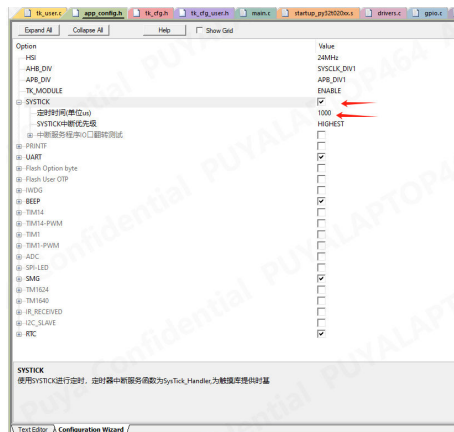 tk_user.c app_config.h tk_cfg.h tk_cfg_user.h main.c startup_py32t020xx.s drivers.c gpio.c
Expand All Collapse All Help Show Grid
Option Value
HSI 24MHz
AHB_DIV SYSCLK_DIV1
APB_DIV APB_DIV1
TK_MODULE ENABLE
SYSTICK
定时时间(单位us) 1000
SYSTICK中断优先级 HIGHEST
中断服务程序IO口翻转测试
PRINTF
UART
Flash Option byte
Flash User OTP
IWDG
BEEP
TIM14
TIM14-PWM
TIM1
TIM1-PWM
ADC
SPI-LED
SMG
TM1624
TM1640
IR_RECEIVED
I2C_SLAVE
RTC
SYSTICK
使用SYSTICK进行定时，定时器中断服务函数为SysTick_Handler,为触摸库提供时基
Text Editor Configuration Wizard